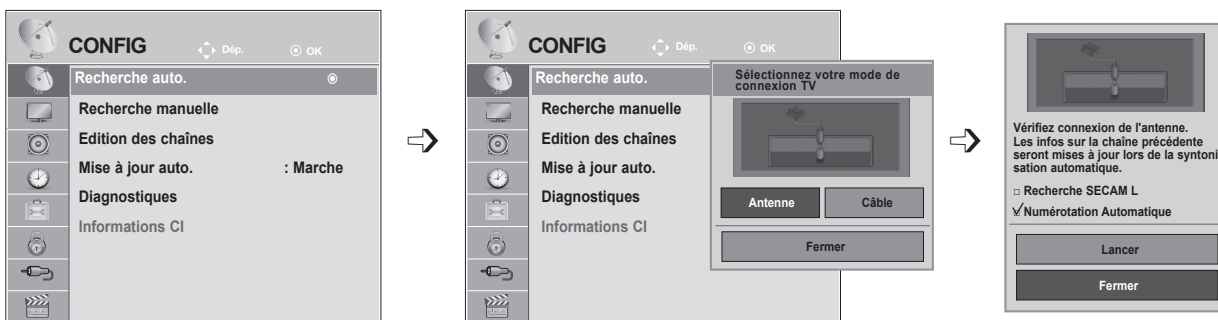 CONFIG Dép. OK
Recherche auto.
Recherche manuelle
Edition des chaînes
Mise à jour auto. : Marche
Diagnostiques
Informations CI
CONFIG Dép. OK
Recherche auto.
Recherche manuelle
Edition des chaînes
Mise à jour auto.
Diagnostiques
Informations CI
Sélectionnez votre mode de
connexion TV
Antenne Câble
Fermer
Vérifiez connexion de l'antenne.
Les infos sur la chaîne précédente
seront mises à jour lors de la syntoni
sation automatique.
Recherche SECAM L
Numérotation Automatique
Lancer
Fermer